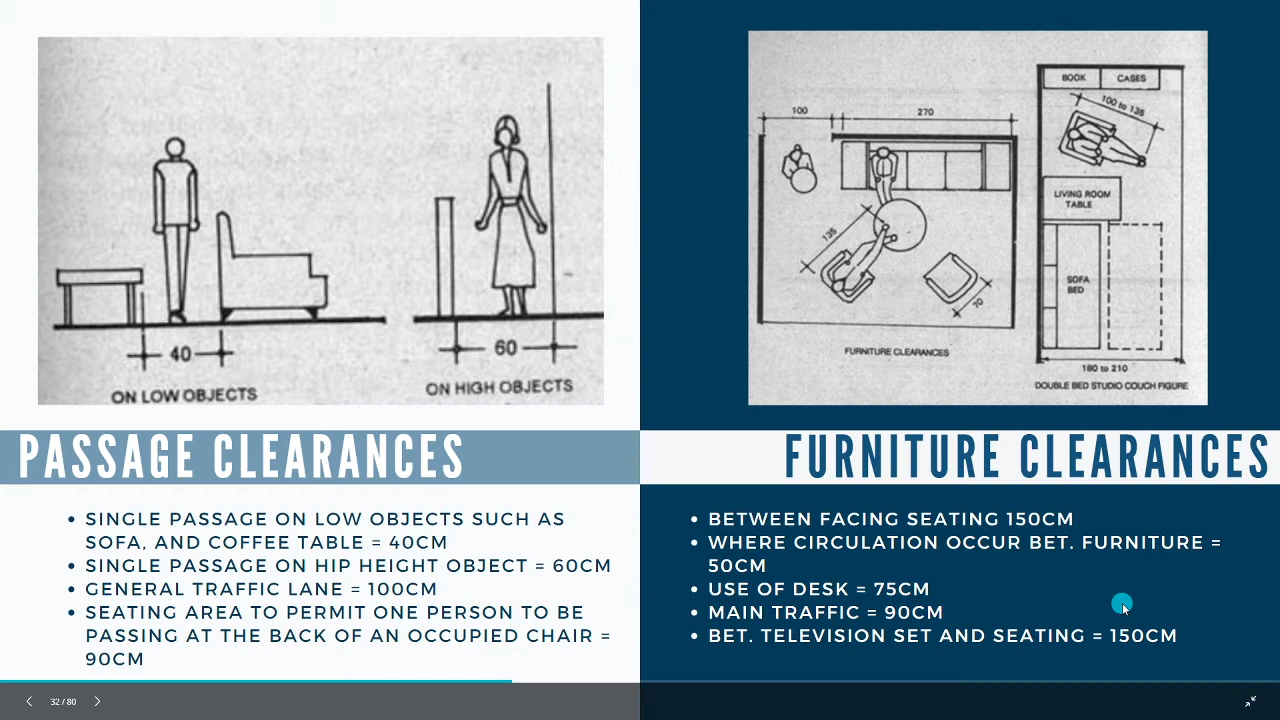 40
ON LOW OBJECTS
60
ON HIGH OBJECTS
PASSAGE CLEARANCES
• SINGLE PASSAGE ON LOW OBJECTS SUCH AS
SOFA, AND COFFEE TABLE = 40CM
• SINGLE PASSAGE ON HIP HEIGHT OBJECT = 60CM
• GENERAL TRAFFIC LANE = 100CM
• SEATING AREA TO PERMIT ONE PERSON TO BE
PASSING AT THE BACK OF AN OCCUPIED CHAIR =
90CM
100
270
135
70
FURNITURE CLEARANCES
BOOK CASES
100 to 135
LIVING ROOM
TABLE
SOFA
BED
180 to 210
DOUBLE BED STUDIO COUCH FIGURE
FURNITURE CLEARANCES
• BETWEEN FACING SEATING 150CM
• WHERE CIRCULATION OCCUR BET. FURNITURE =
50CM
• USE OF DESK = 75CM
• MAIN TRAFFIC = 90CM
• BET. TELEVISION SET AND SEATING = 150CM
32 / 80